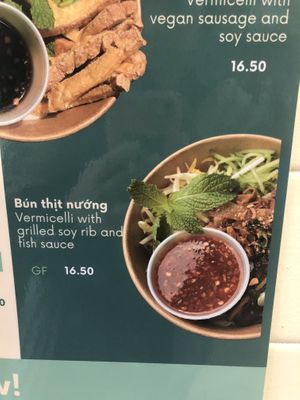 Vermicelli with
vegan sausage and
soy sauce
16.50
Bún thịt nướng
Vermicelli with
grilled soy rib and
fish sauce
GF 16.50